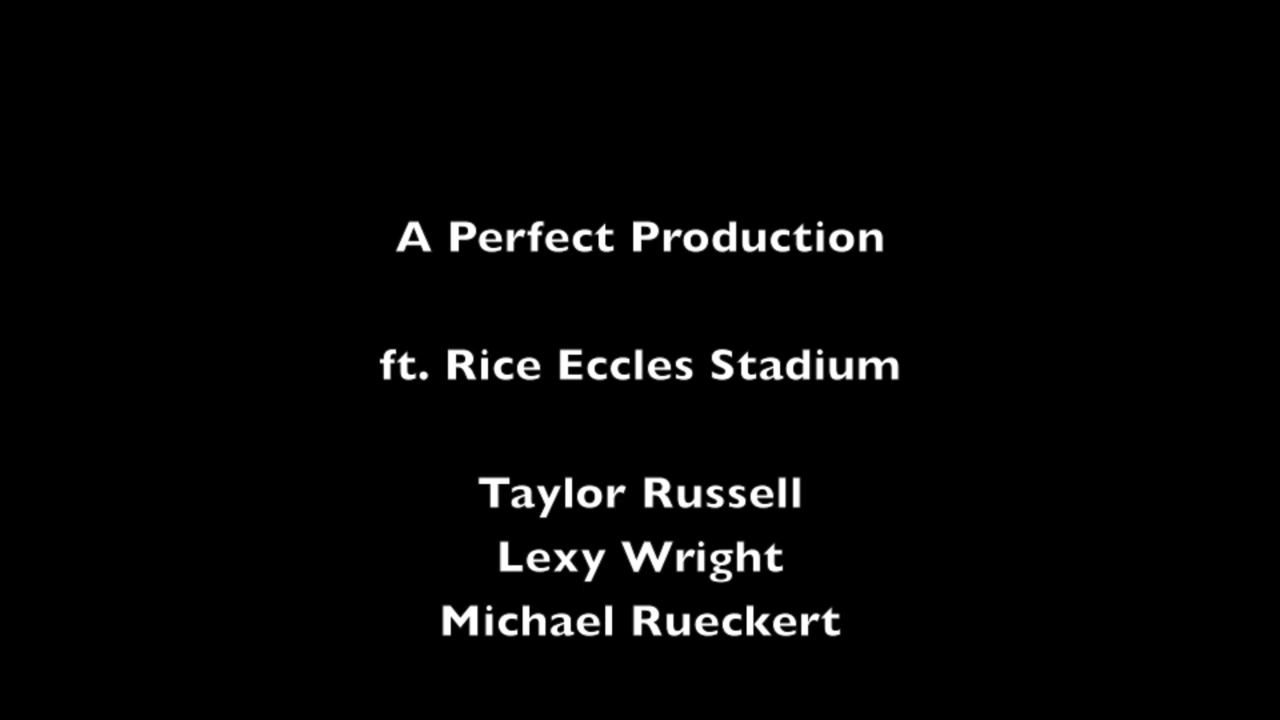 A Perfect Production
ft. Rice Eccles Stadium
Taylor Russell
Lexy Wright
Michael Rueckert